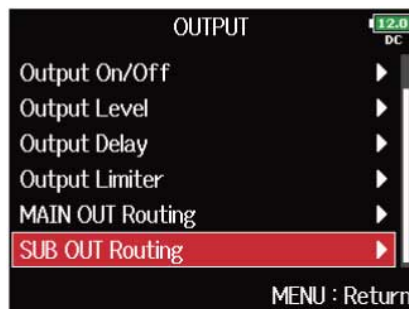 OUTPUT
12.0
DC
Output On/Off
Output Level
Output Delay
Output Limiter
MAIN OUT Routing
SUB OUT Routing
MENU : Return